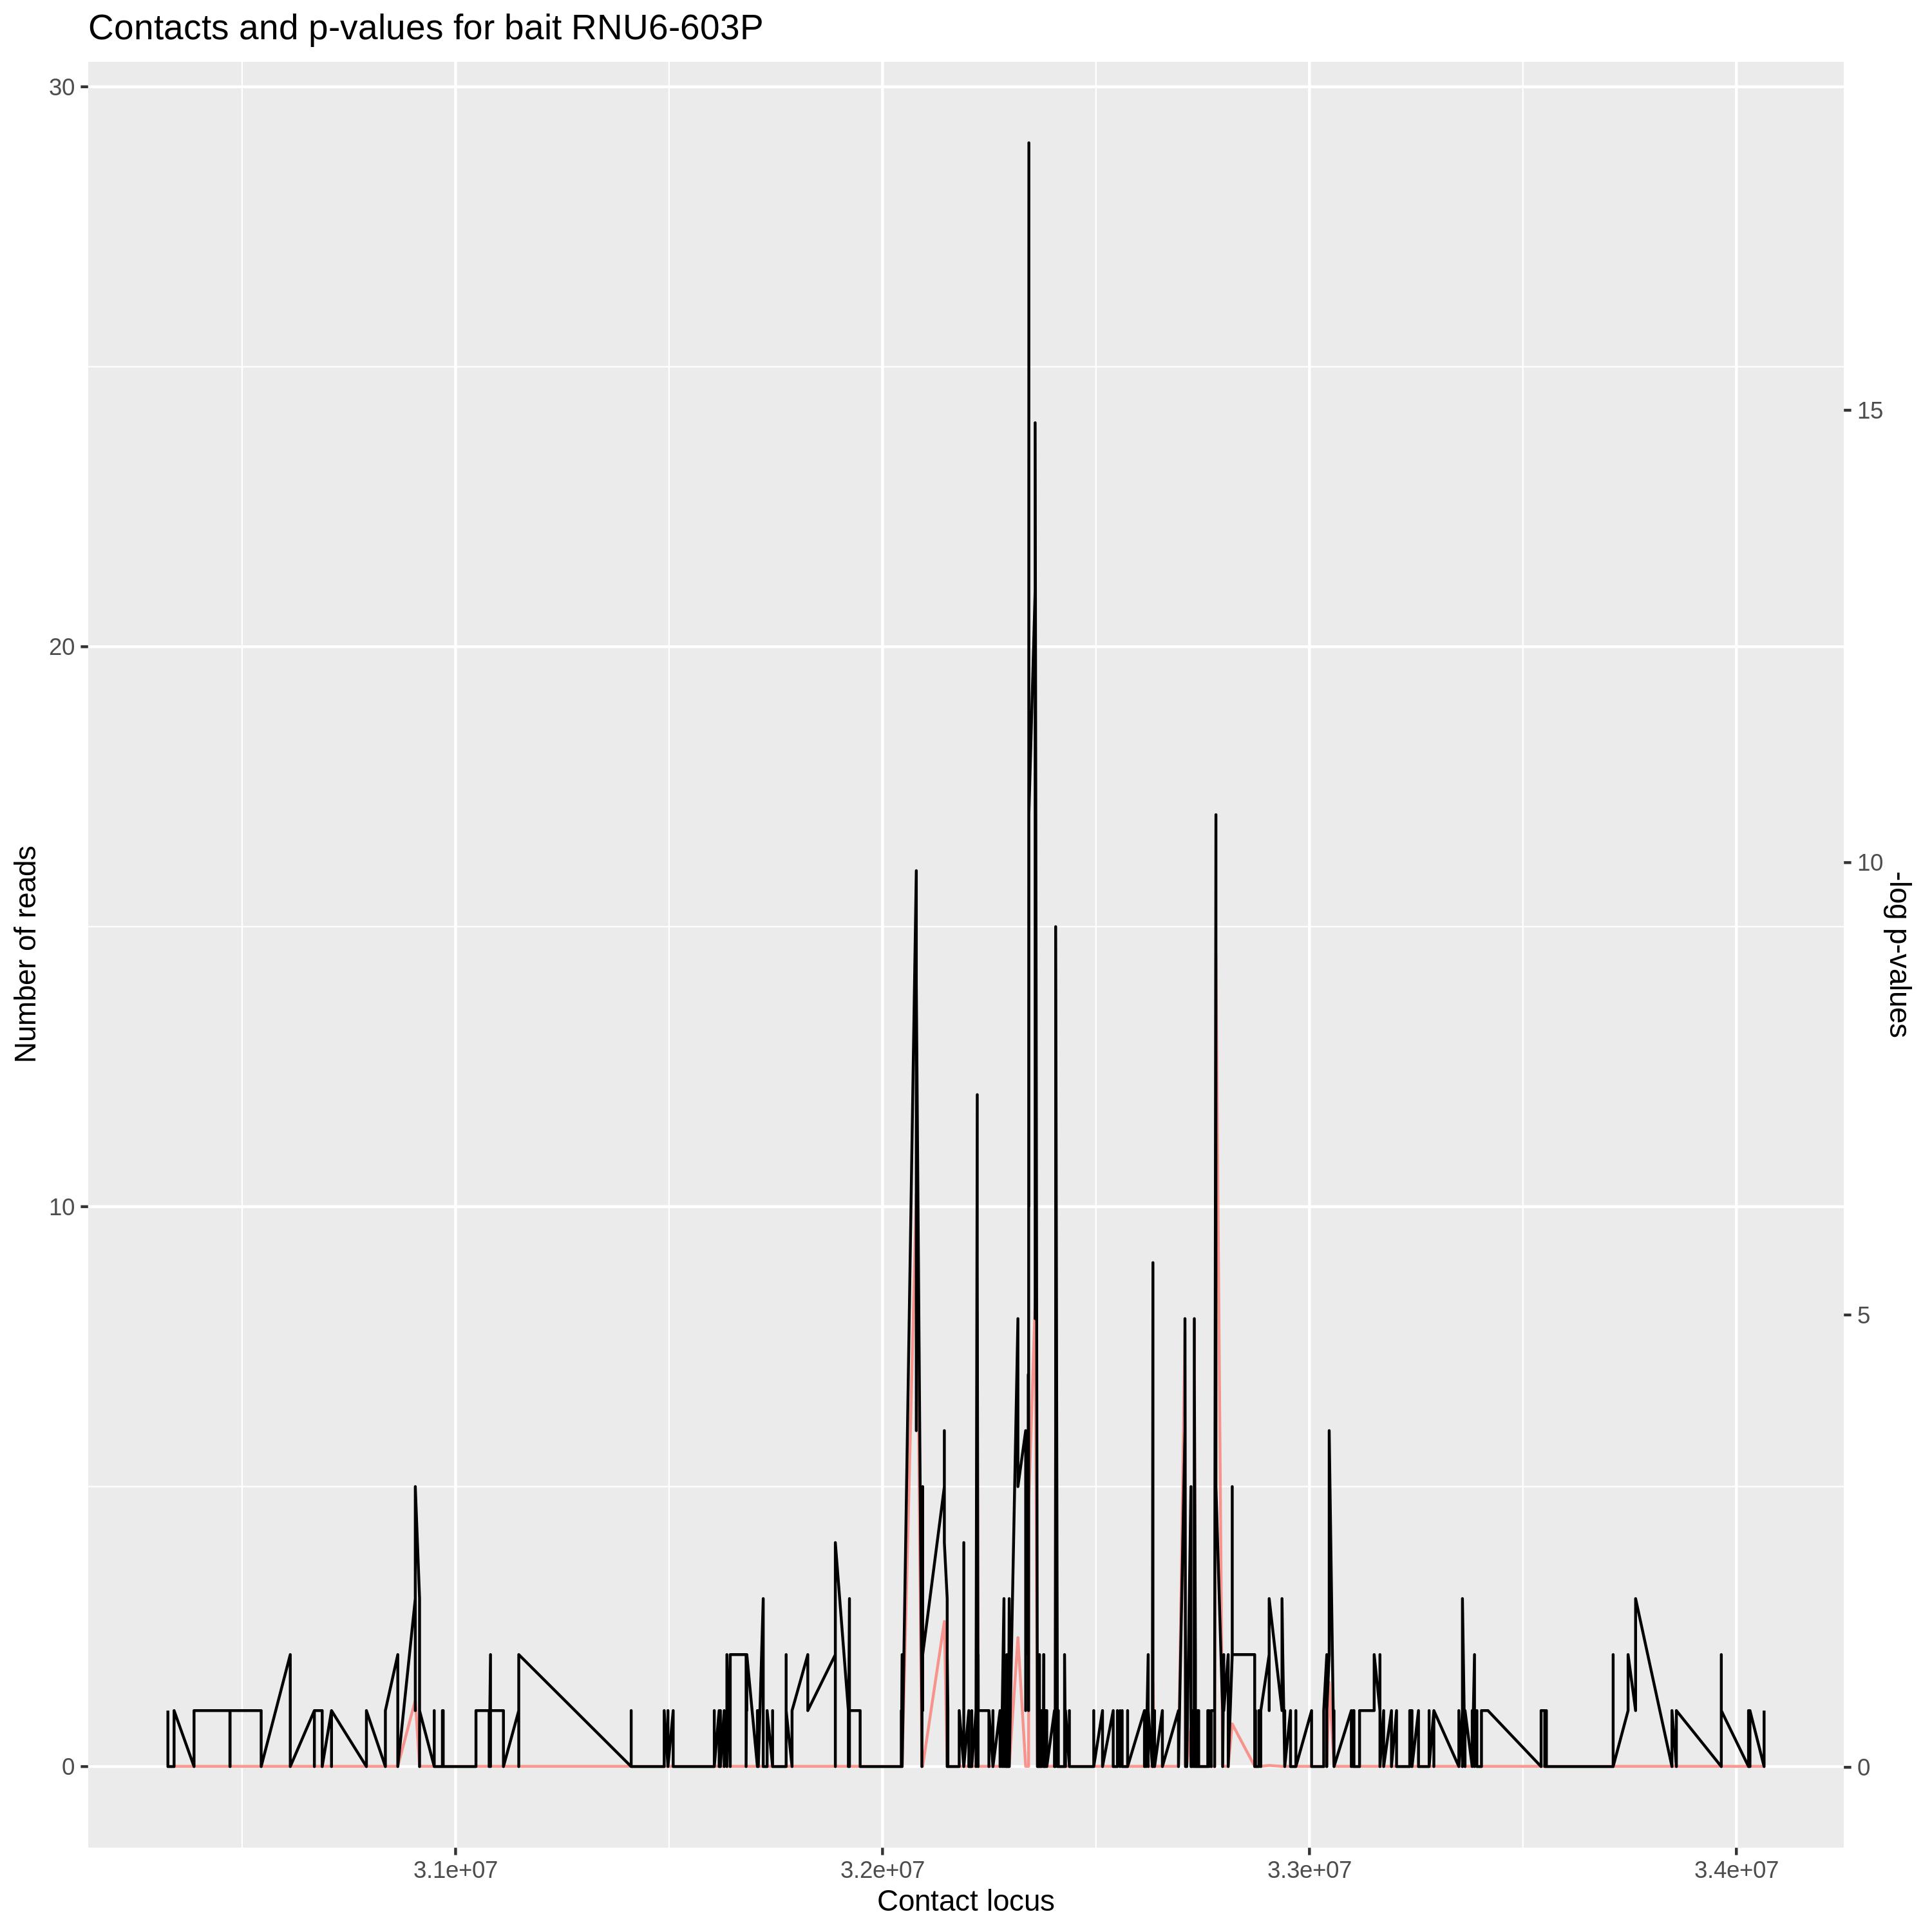 Contacts and p-values for bait RNU6-603P
30
20
10
0
Number of reads
15
10
5
0
-log p-values
3.1e+07 3.2e+07 3.3e+07 3.4e+07
Contact locus